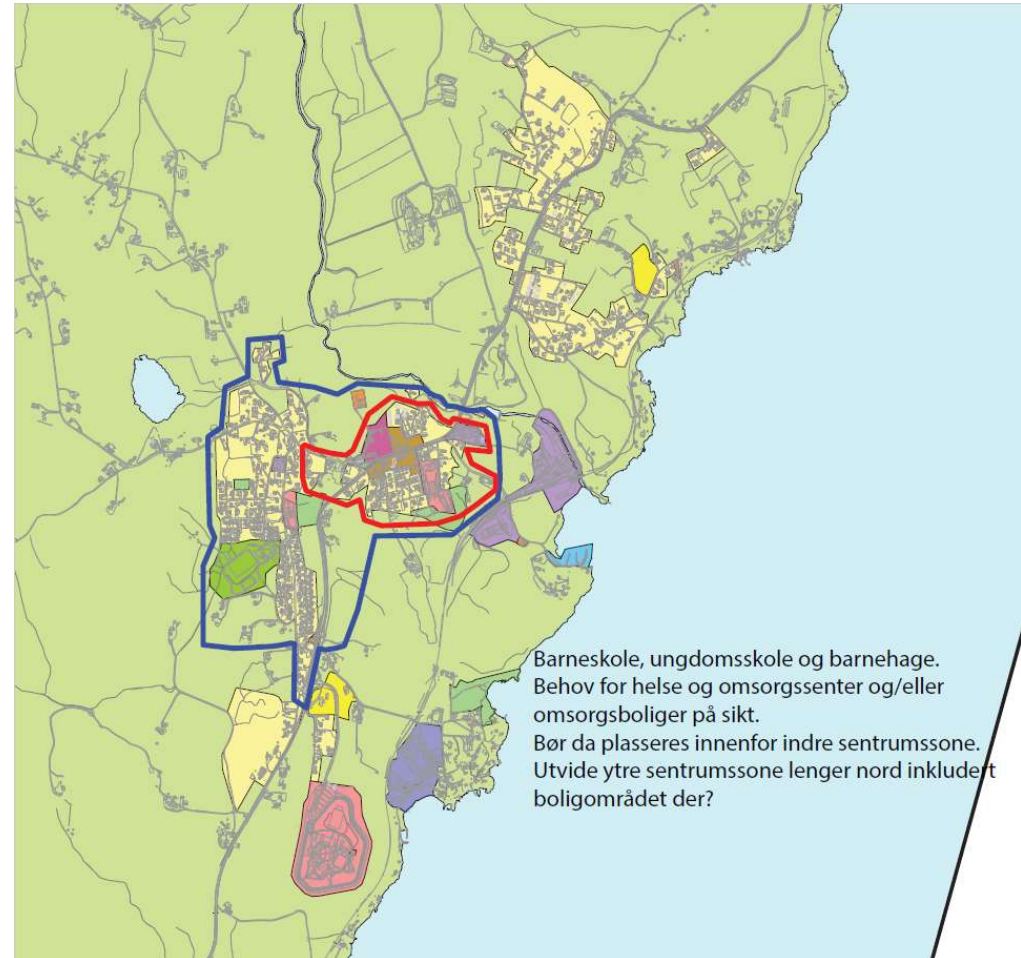 Barneskole, ungdomsskole og barnehage.
Behov for helse og omsorgssenter og/eller
omsorgsboliger på sikt.
Bør da plasseres innenfor indre sentrumssone.
Utvide ytre sentrumssone lenger nord inkludert
boligområdet der?